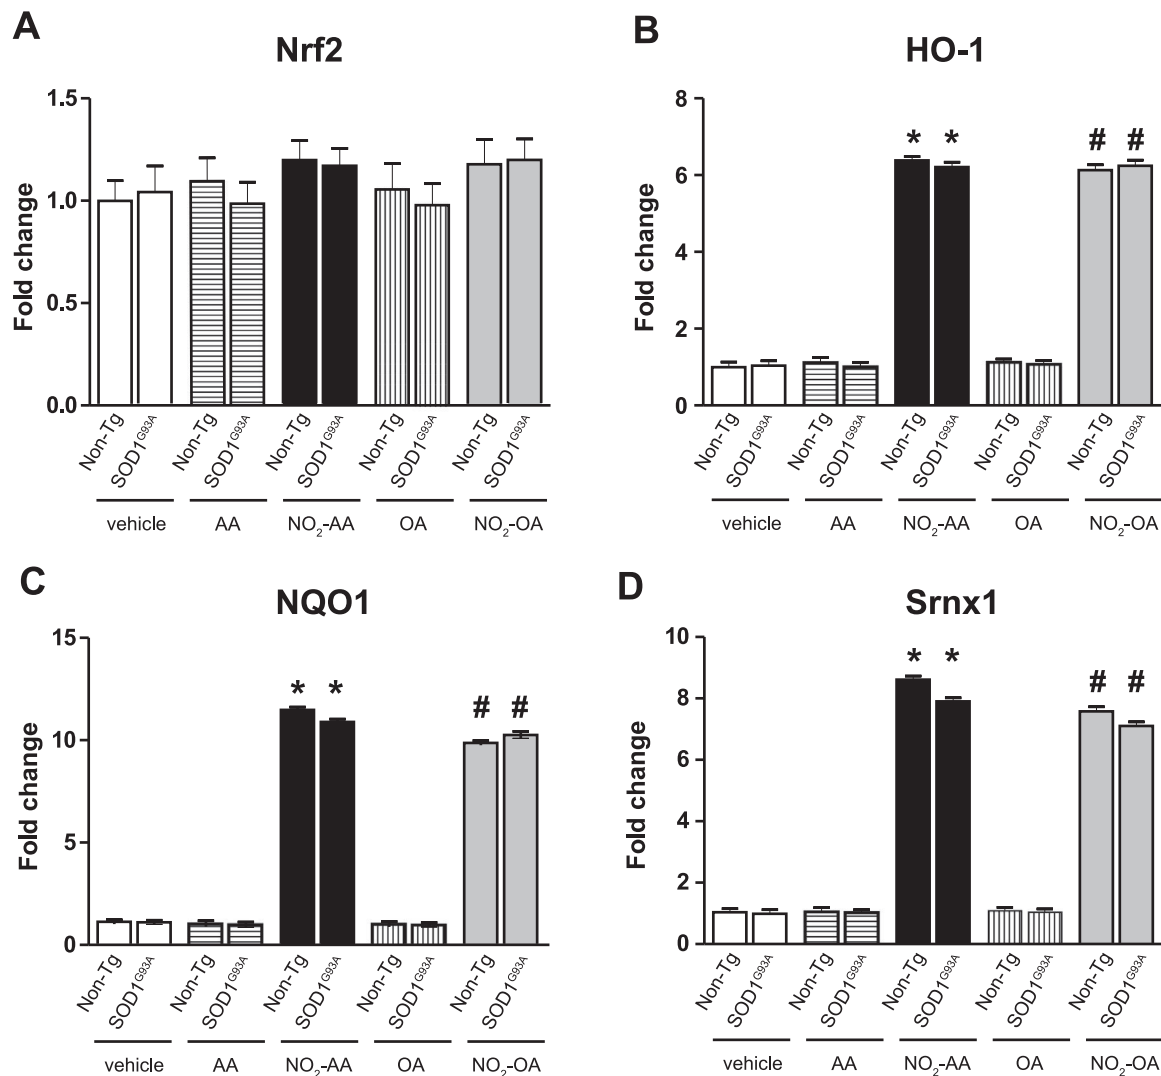 A
Nrf2
Fold change
1.5
1.0
0.5
0.0
Non-Tg SOD1G93A Non-Tg SOD1G93A Non-Tg SOD1G93A Non-Tg SOD1G93A Non-Tg SOD1G93A
vehicle AA NO2-AA OA NO2-OA
B
HO-1
Fold change
8
6
4
2
0
* * # #
Non-Tg SOD1G93A Non-Tg SOD1G93A Non-Tg SOD1G93A Non-Tg SOD1G93A Non-Tg SOD1G93A
vehicle AA NO2-AA OA NO2-OA
C
NQO1
Fold change
15
10
5
0
* * # #
Non-Tg SOD1G93A Non-Tg SOD1G93A Non-Tg SOD1G93A Non-Tg SOD1G93A Non-Tg SOD1G93A
vehicle AA NO2-AA OA NO2-OA
D
Srnx1
Fold change
10
8
6
4
2
0
* * # #
Non-Tg SOD1G93A Non-Tg SOD1G93A Non-Tg SOD1G93A Non-Tg SOD1G93A Non-Tg SOD1G93A
vehicle AA NO2-AA OA NO2-OA